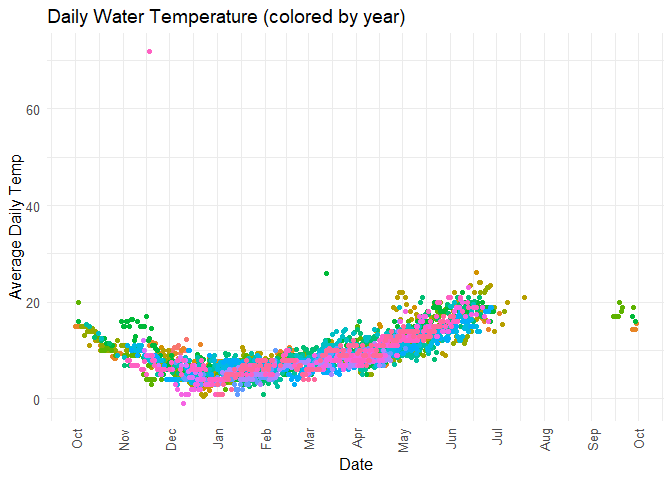 Daily Water Temperature (colored by year)
Average Daily Temp
60
40
20
0
Oct Nov Dec Jan Feb Mar Apr May Jun Jul Aug Sep Oct
Date